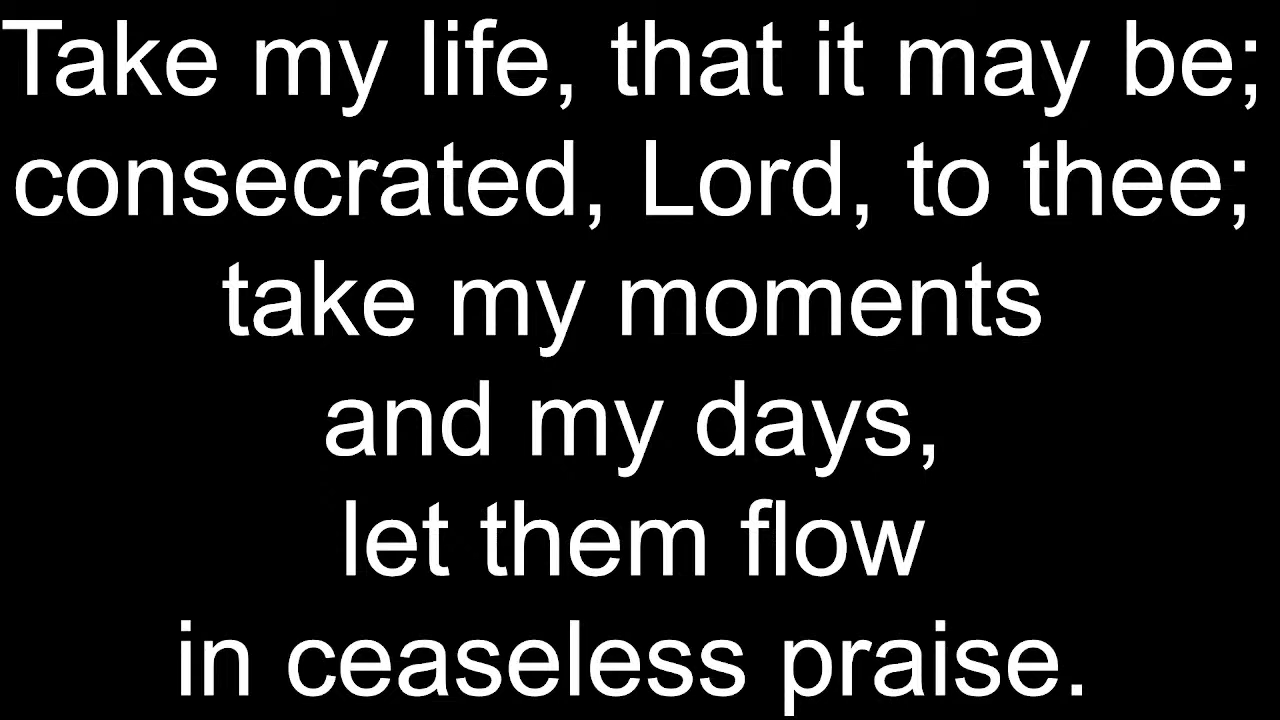 Take my life, that it may be;
consecrated, Lord, to thee;
take my moments
and my days,
let them flow
in ceaseless praise.